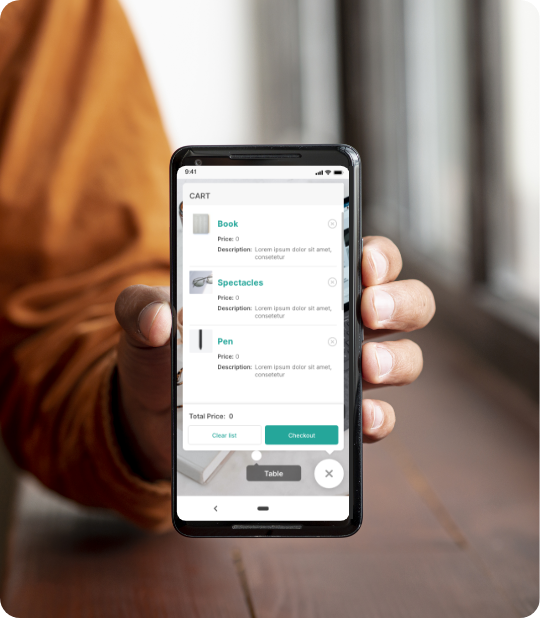 9:41
CART
Book
Price: 0
Description: Lorem ipsum dolor sit amet,
consetetur
Spectacles
Price: 0
Description: Lorem ipsum dolor sit amet,
consetetur
Pen
Price: 0
Description: Lorem ipsum dolor sit amet,
consetetur
Total Price: 0
Clear list Checkout
Table